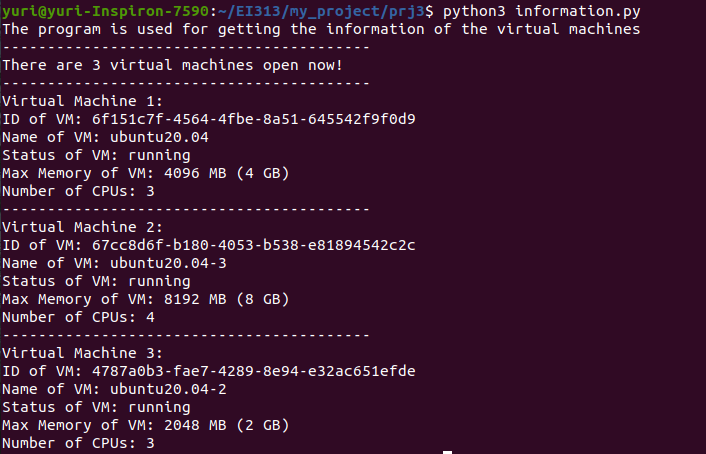 yuri@yuri-Inspiron-7590:~/EI313/my_project/prj3$ python3 information.py
The program is used for getting the information of the virtual machines
-----------------------------------------
There are 3 virtual machines open now!
-----------------------------------------
Virtual Machine 1:
ID of VM: 6f151c7f-4564-4fbe-8a51-645542f9f0d9
Name of VM: ubuntu20.04
Status of VM: running
Max Memory of VM: 4096 MB (4 GB)
Number of CPUs: 3
-----------------------------------------
Virtual Machine 2:
ID of VM: 67cc8d6f-b180-4053-b538-e81894542c2c
Name of VM: ubuntu20.04-3
Status of VM: running
Max Memory of VM: 8192 MB (8 GB)
Number of CPUs: 4
-----------------------------------------
Virtual Machine 3:
ID of VM: 4787a0b3-fae7-4289-8e94-e32ac651efde
Name of VM: ubuntu20.04-2
Status of VM: running
Max Memory of VM: 2048 MB (2 GB)
Number of CPUs: 3